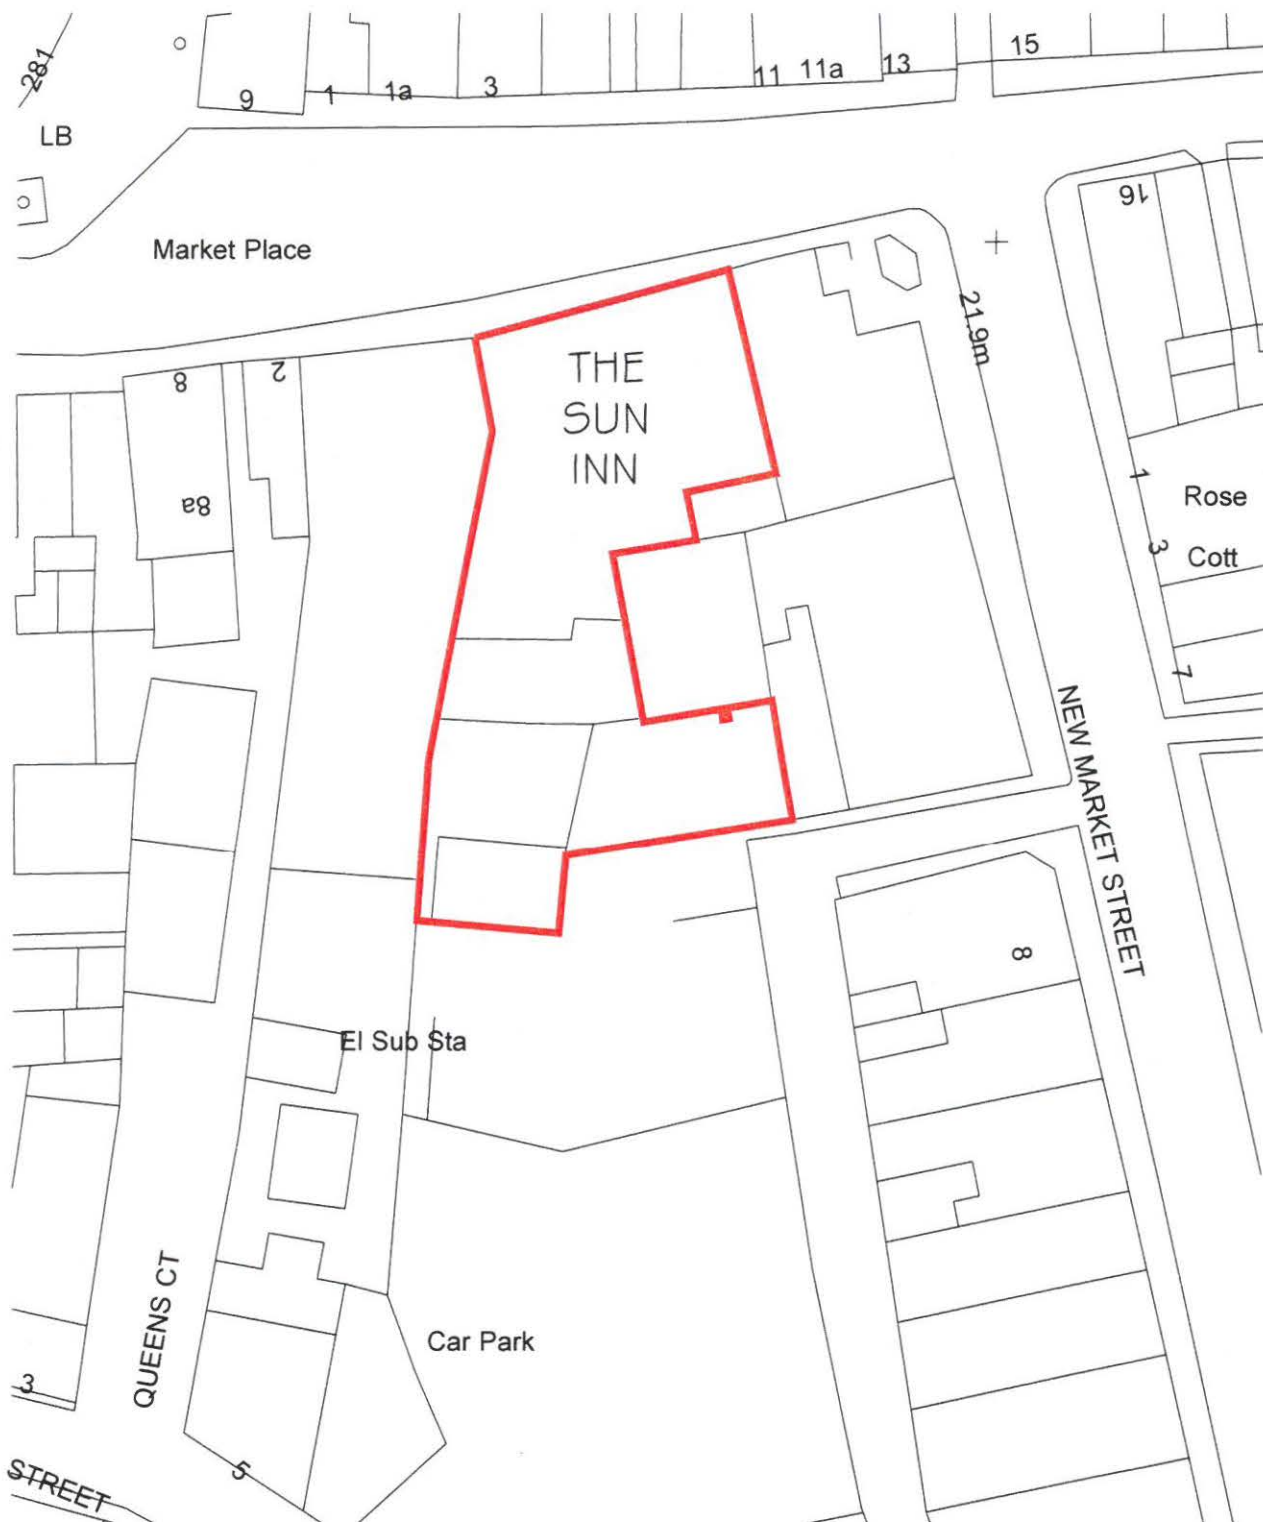 281
9
1
1a
3
11
11a
13
15
LB
16
Market Place
21.9m
8
2
THE
SUN
INN
8a
1
Rose
3
Cott
7
NEW MARKET STREET
8
El Sub Sta
QUEENS CT
Car Park
3
5
STREET